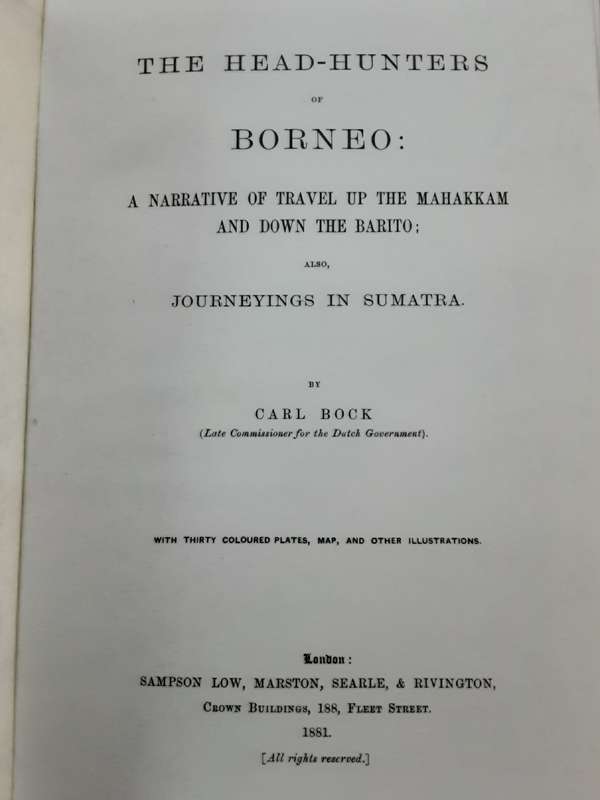 THE HEAD-HUNTERS
OF
BORNEO:
A NARRATIVE OF TRAVEL UP THE MAHAKKAM
AND DOWN THE BARITO;
ALSO,
JOURNEYINGS IN SUMATRA.
BY
CARL BOCK
(Late Commissioner for the Dutch Government).
WITH THIRTY COLOURED PLATES, MAP, AND OTHER ILLUSTRATIONS.
London:
SAMPSON LOW, MARSTON, SEARLE, & RIVINGTON,
CROWN BUILDINGS, 188, FLEET STREET.
1881.
[All rights reserved.]